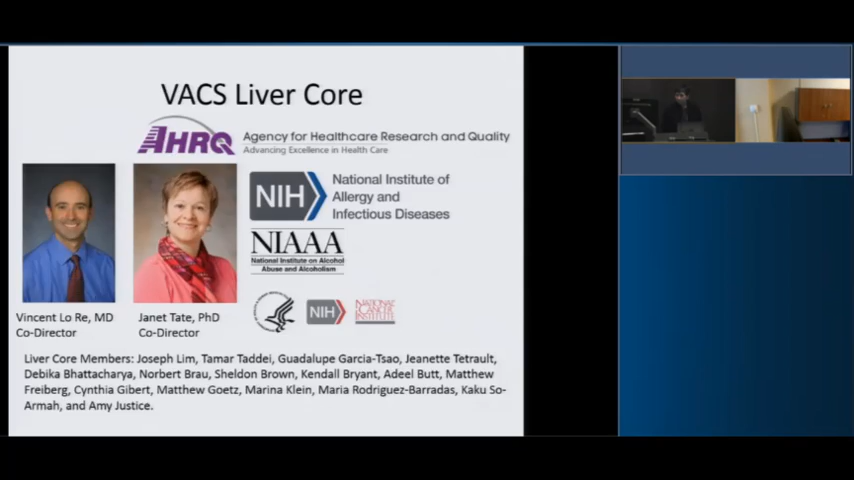 VACS Liver Core
AHRQ
Agency for Healthcare Research and Quality
Advancing Excellence in Health Care
NIH
National Institute of
Allergy and
Infectious Diseases
NIAAA
National Institute on Alcohol
Abuse and Alcoholism
NIH
NATIONAL
CANCER
INSTITUTE
Vincent Lo Re, MD
Co-Director
Janet Tate, PhD
Co-Director
Liver Core Members: Joseph Lim, Tamar Taddei, Guadalupe Garcia-Tsao, Jeanette Tetrault,
Debika Bhattacharya, Norbert Brau, Sheldon Brown, Kendall Bryant, Adeel Butt, Matthew
Freiberg, Cynthia Gibert, Matthew Goetz, Marina Klein, Maria Rodriguez-Barradas, Kaku So-
Armah, and Amy Justice.